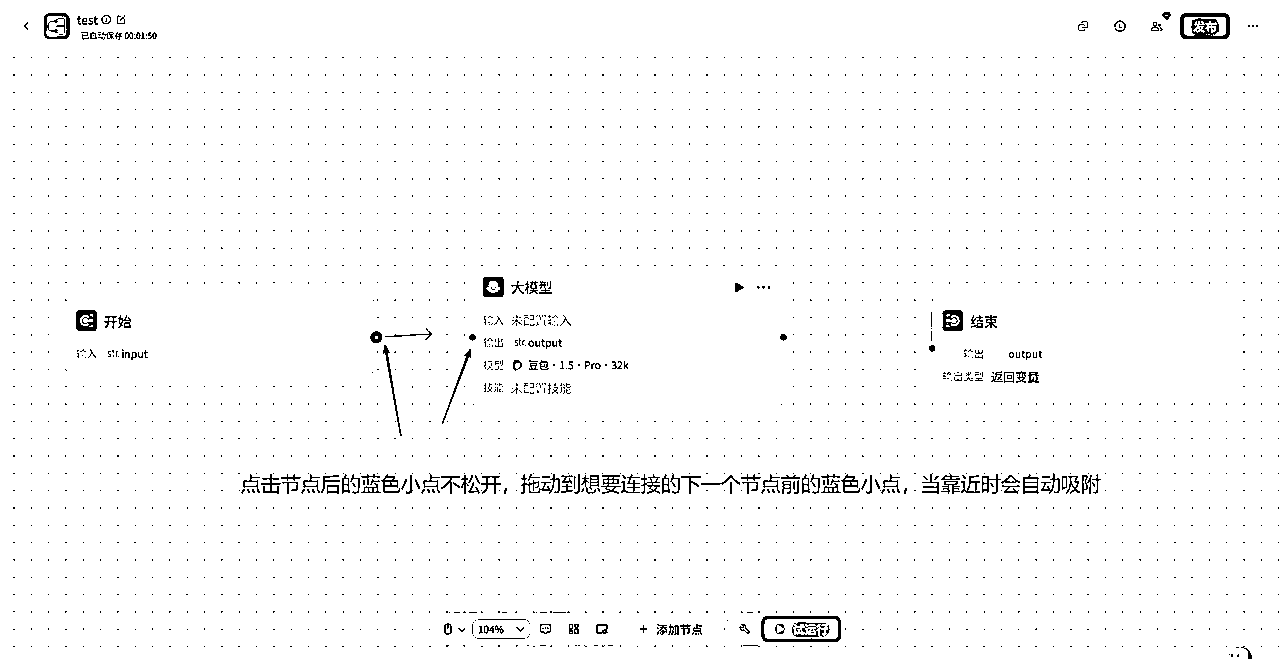 test
已自动保存 00:01:50
发布
大模型
输入 未配置输入
输出 str. output
模型 豆包·1.5·Pro·32k
技能 未配置技能
开始
输入 str. input
结束
输出 output
输出类型 返回变量
点击节点后的蓝色小点不松开，拖动到想要连接的下一个节点前的蓝色小点，当靠近时会自动吸附
104%
添加节点
试运行